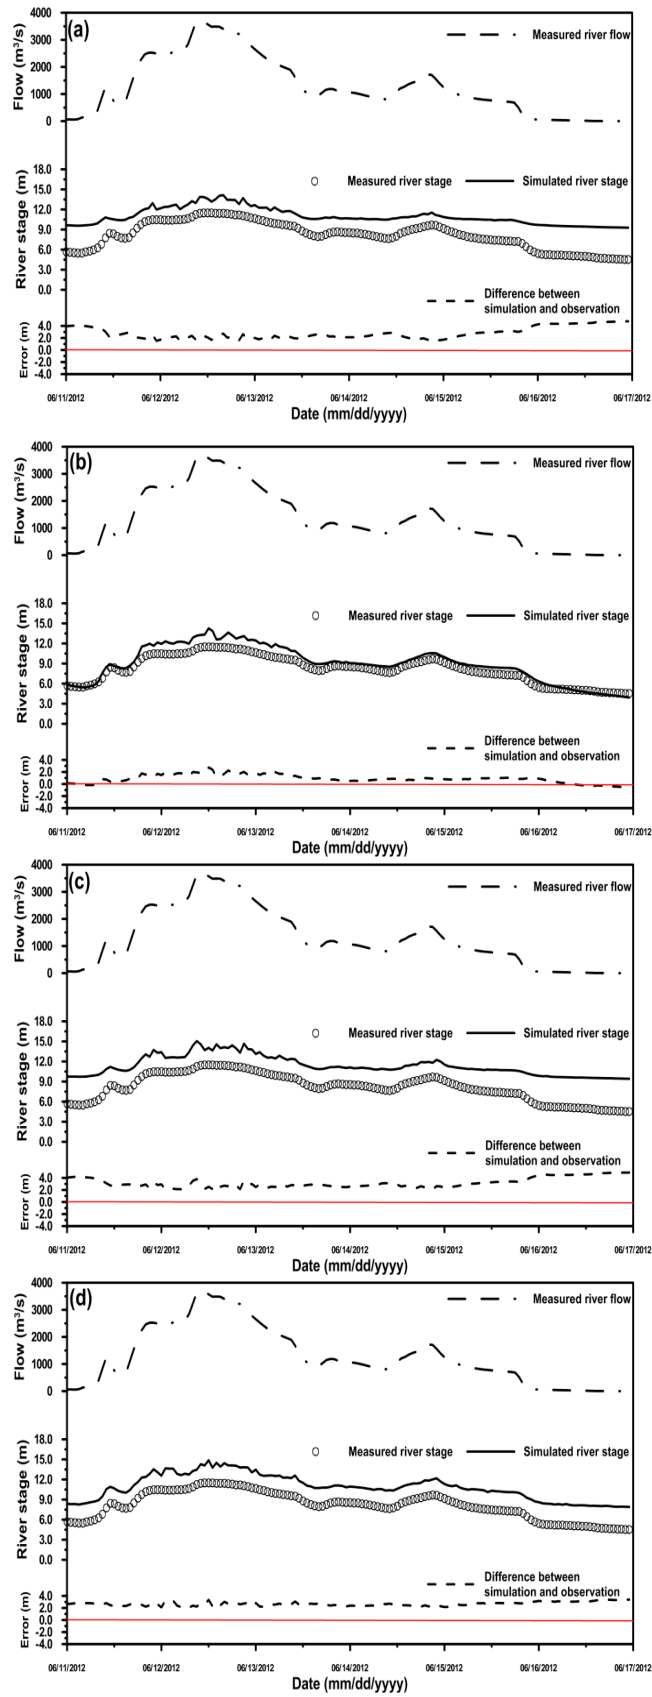 (a)
4000
3000
2000
1000
0
Flow (m³/s)
Measured river flow
18.0
15.0
12.0
9.0
6.0
3.0
0.0
River stage (m)
Measured river stage
Simulated river stage
Difference between
simulation and observation
4.0
2.0
0.0
-2.0
-4.0
Error (m)
06/11/2012 06/12/2012 06/13/2012 06/14/2012 06/15/2012 06/16/2012 06/17/2012
Date (mm/dd/yyyy)
(b)
4000
3000
2000
1000
0
Flow (m³/s)
Measured river flow
18.0
15.0
12.0
9.0
6.0
3.0
0.0
River stage (m)
Measured river stage
Simulated river stage
Difference between
simulation and observation
4.0
2.0
0.0
-2.0
-4.0
Error (m)
06/11/2012 06/12/2012 06/13/2012 06/14/2012 06/15/2012 06/16/2012 06/17/2012
Date (mm/dd/yyyy)
(c)
4000
3000
2000
1000
0
Flow (m³/s)
Measured river flow
18.0
15.0
12.0
9.0
6.0
3.0
0.0
River stage (m)
Measured river stage
Simulated river stage
Difference between
simulation and observation
4.0
2.0
0.0
-2.0
-4.0
Error (m)
06/11/2012 06/12/2012 06/13/2012 06/14/2012 06/15/2012 06/16/2012 06/17/2012
Date (mm/dd/yyyy)
(d)
4000
3000
2000
1000
0
Flow (m³/s)
Measured river flow
18.0
15.0
12.0
9.0
6.0
3.0
0.0
River stage (m)
Measured river stage
Simulated river stage
Difference between
simulation and observation
4.0
2.0
0.0
-2.0
-4.0
Error (m)
06/11/2012 06/12/2012 06/13/2012 06/14/2012 06/15/2012 06/16/2012 06/17/2012
Date (mm/dd/yyyy)